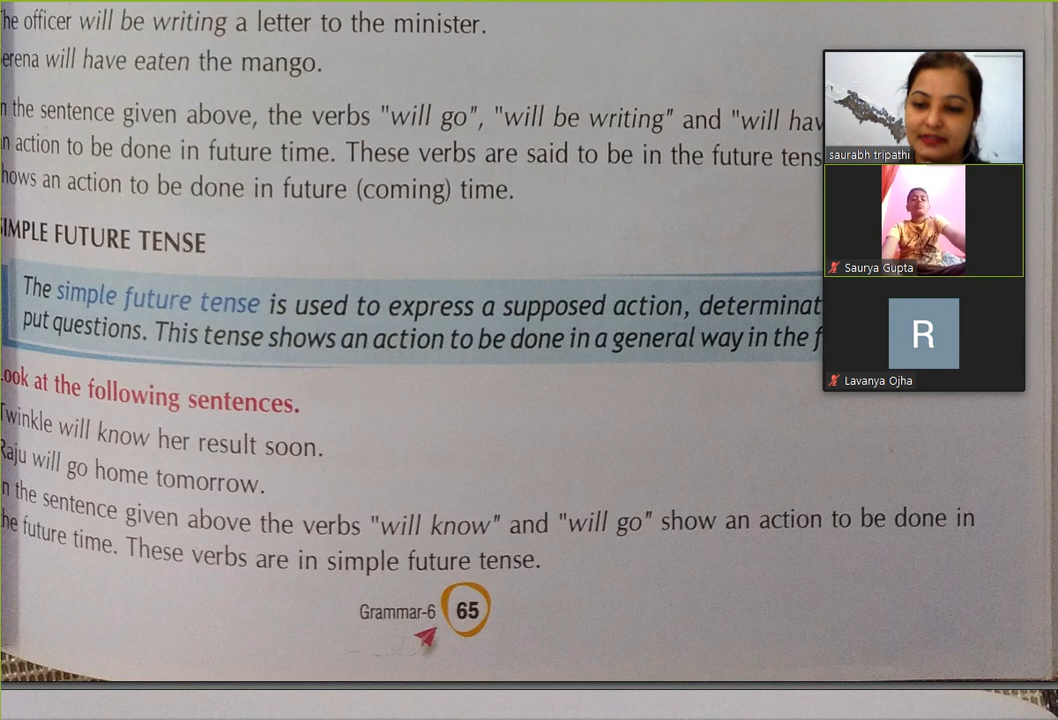 he officer will be writing a letter to the minister.
erena will have eaten the mango.
n the sentence given above, the verbs "will go", "will be writing" and "will hav
n action to be done in future time. These verbs are said to be in the future tens
hows an action to be done in future (coming) time.
SIMPLE FUTURE TENSE
The simple future tense is used to express a supposed action, determinat
put questions. This tense shows an action to be done in a general way in the f
Look at the following sentences.
Twinkle will know her result soon.
Raju will go home tomorrow.
n the sentence given above the verbs "will know" and "will go" show an action to be done in
he future time. These verbs are in simple future tense.
Grammar-6 65
saurabh tripathi
Saurya Gupta
R
Lavanya Ojha